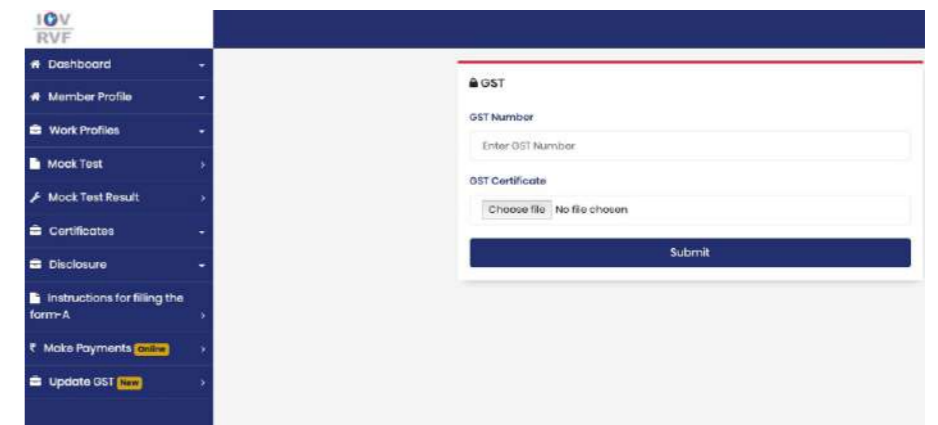 IOV
RVF
Dashboard
Member Profile
Work Profiles
Mock Test
Mock Test Result
Certificates
Disclosure
Instructions for filling the
form-A
₹ Make Payments Online
Update GST New
GST
GST Number
Enter GST Number
GST Certificate
Choose file No file chosen
Submit